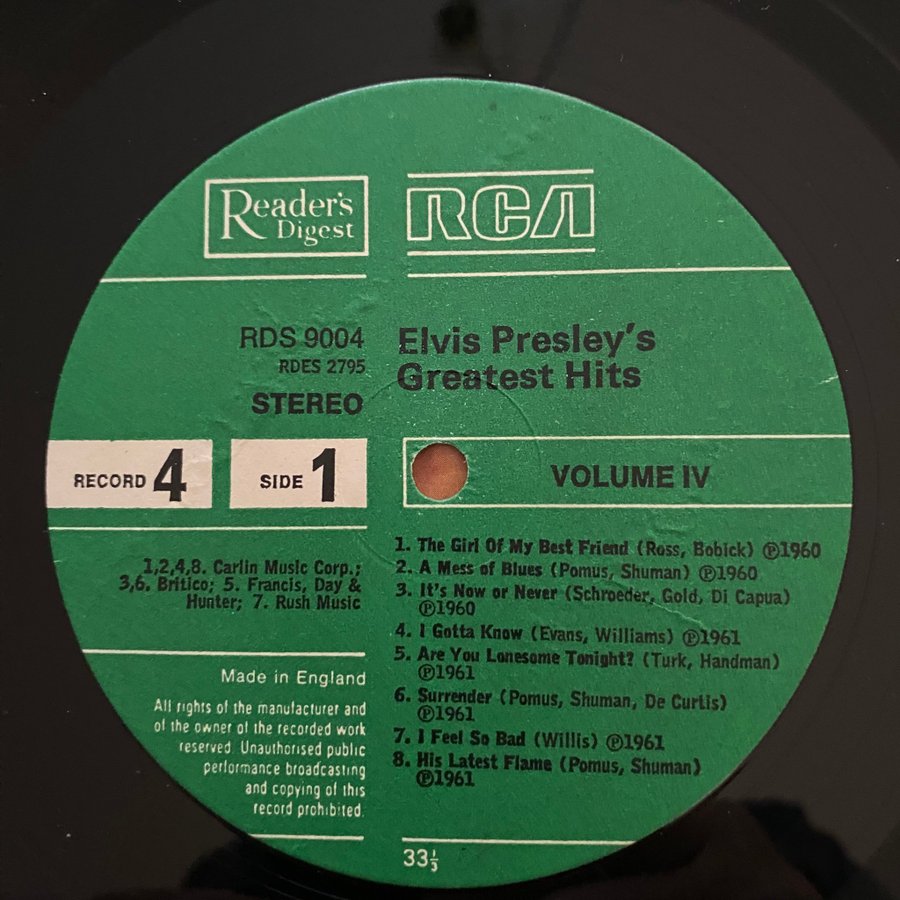 Reader's
Digest
RCA
RDS 9004
RDES 2795
STEREO
Elvis Presley's
Greatest Hits
RECORD 4
SIDE 1
VOLUME IV
1,2,4,8. Carlin Music Corp.;
3,6. Britico; 5. Francis, Day &
Hunter; 7. Rush Music
1. The Girl Of My Best Friend (Ross, Bobick) ℗1960
2. A Mess of Blues (Pomus, Shuman) ℗1960
3. It's Now or Never (Schroeder, Gold, Di Capua)
℗1960
4. I Gotta Know (Evans, Williams) ℗1961
5. Are You Lonesome Tonight? (Turk, Handman)
℗1961
6. Surrender (Pomus, Shuman, De Curtis)
℗1961
7. I Feel So Bad (Willis) ℗1961
8. His Latest Flame (Pomus, Shuman)
℗1961
Made in England
All rights of the manufacturer and
of the owner of the recorded work
reserved. Unauthorised public
performance broadcasting
and copying of this
record prohibited.
33⅓